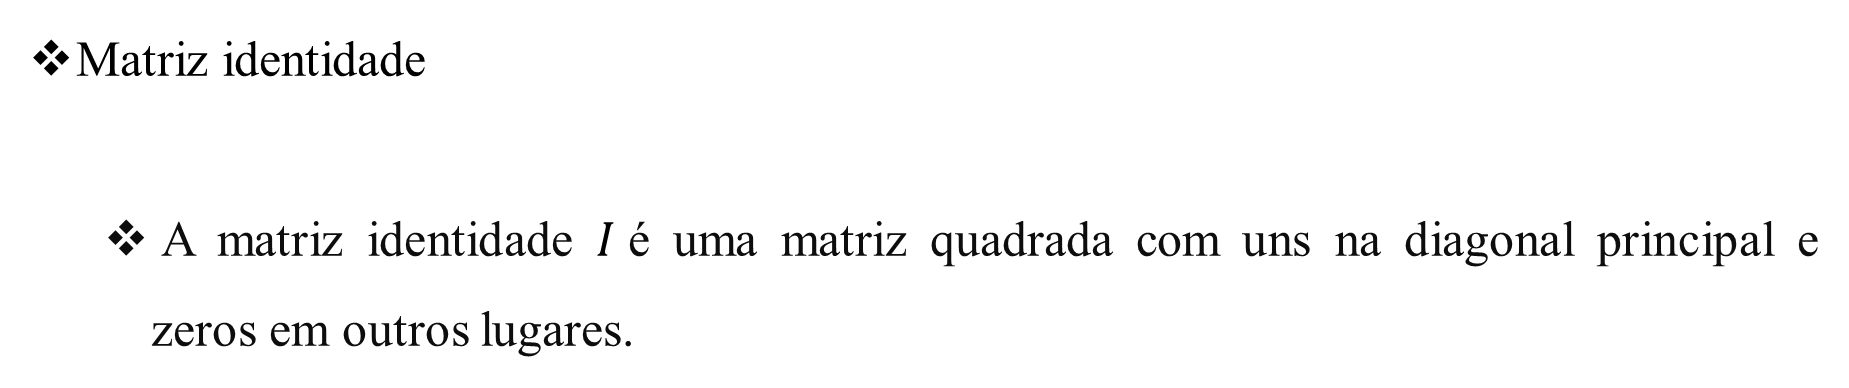 ❖Matriz identidade
❖ A matriz identidade I é uma matriz quadrada com uns na diagonal principal e
zeros em outros lugares.